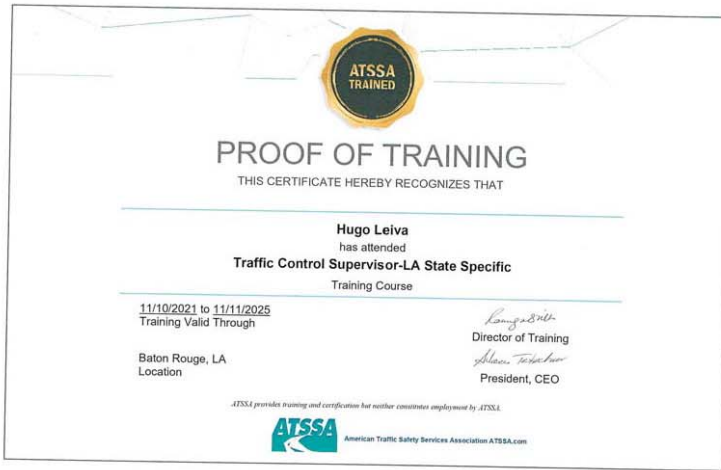 ATSSA
TRAINED
PROOF OF TRAINING
THIS CERTIFICATE HEREBY RECOGNIZES THAT
Hugo Leiva
has attended
Traffic Control Supervisor-LA State Specific
Training Course
11/10/2021 to 11/11/2025
Training Valid Through
Director of Training
Baton Rouge, LA
Location
President, CEO
ATSSA provides training and certification but neither constitutes employment by ATSSA.
ATSSA
American Traffic Safety Services Association ATSSA.com